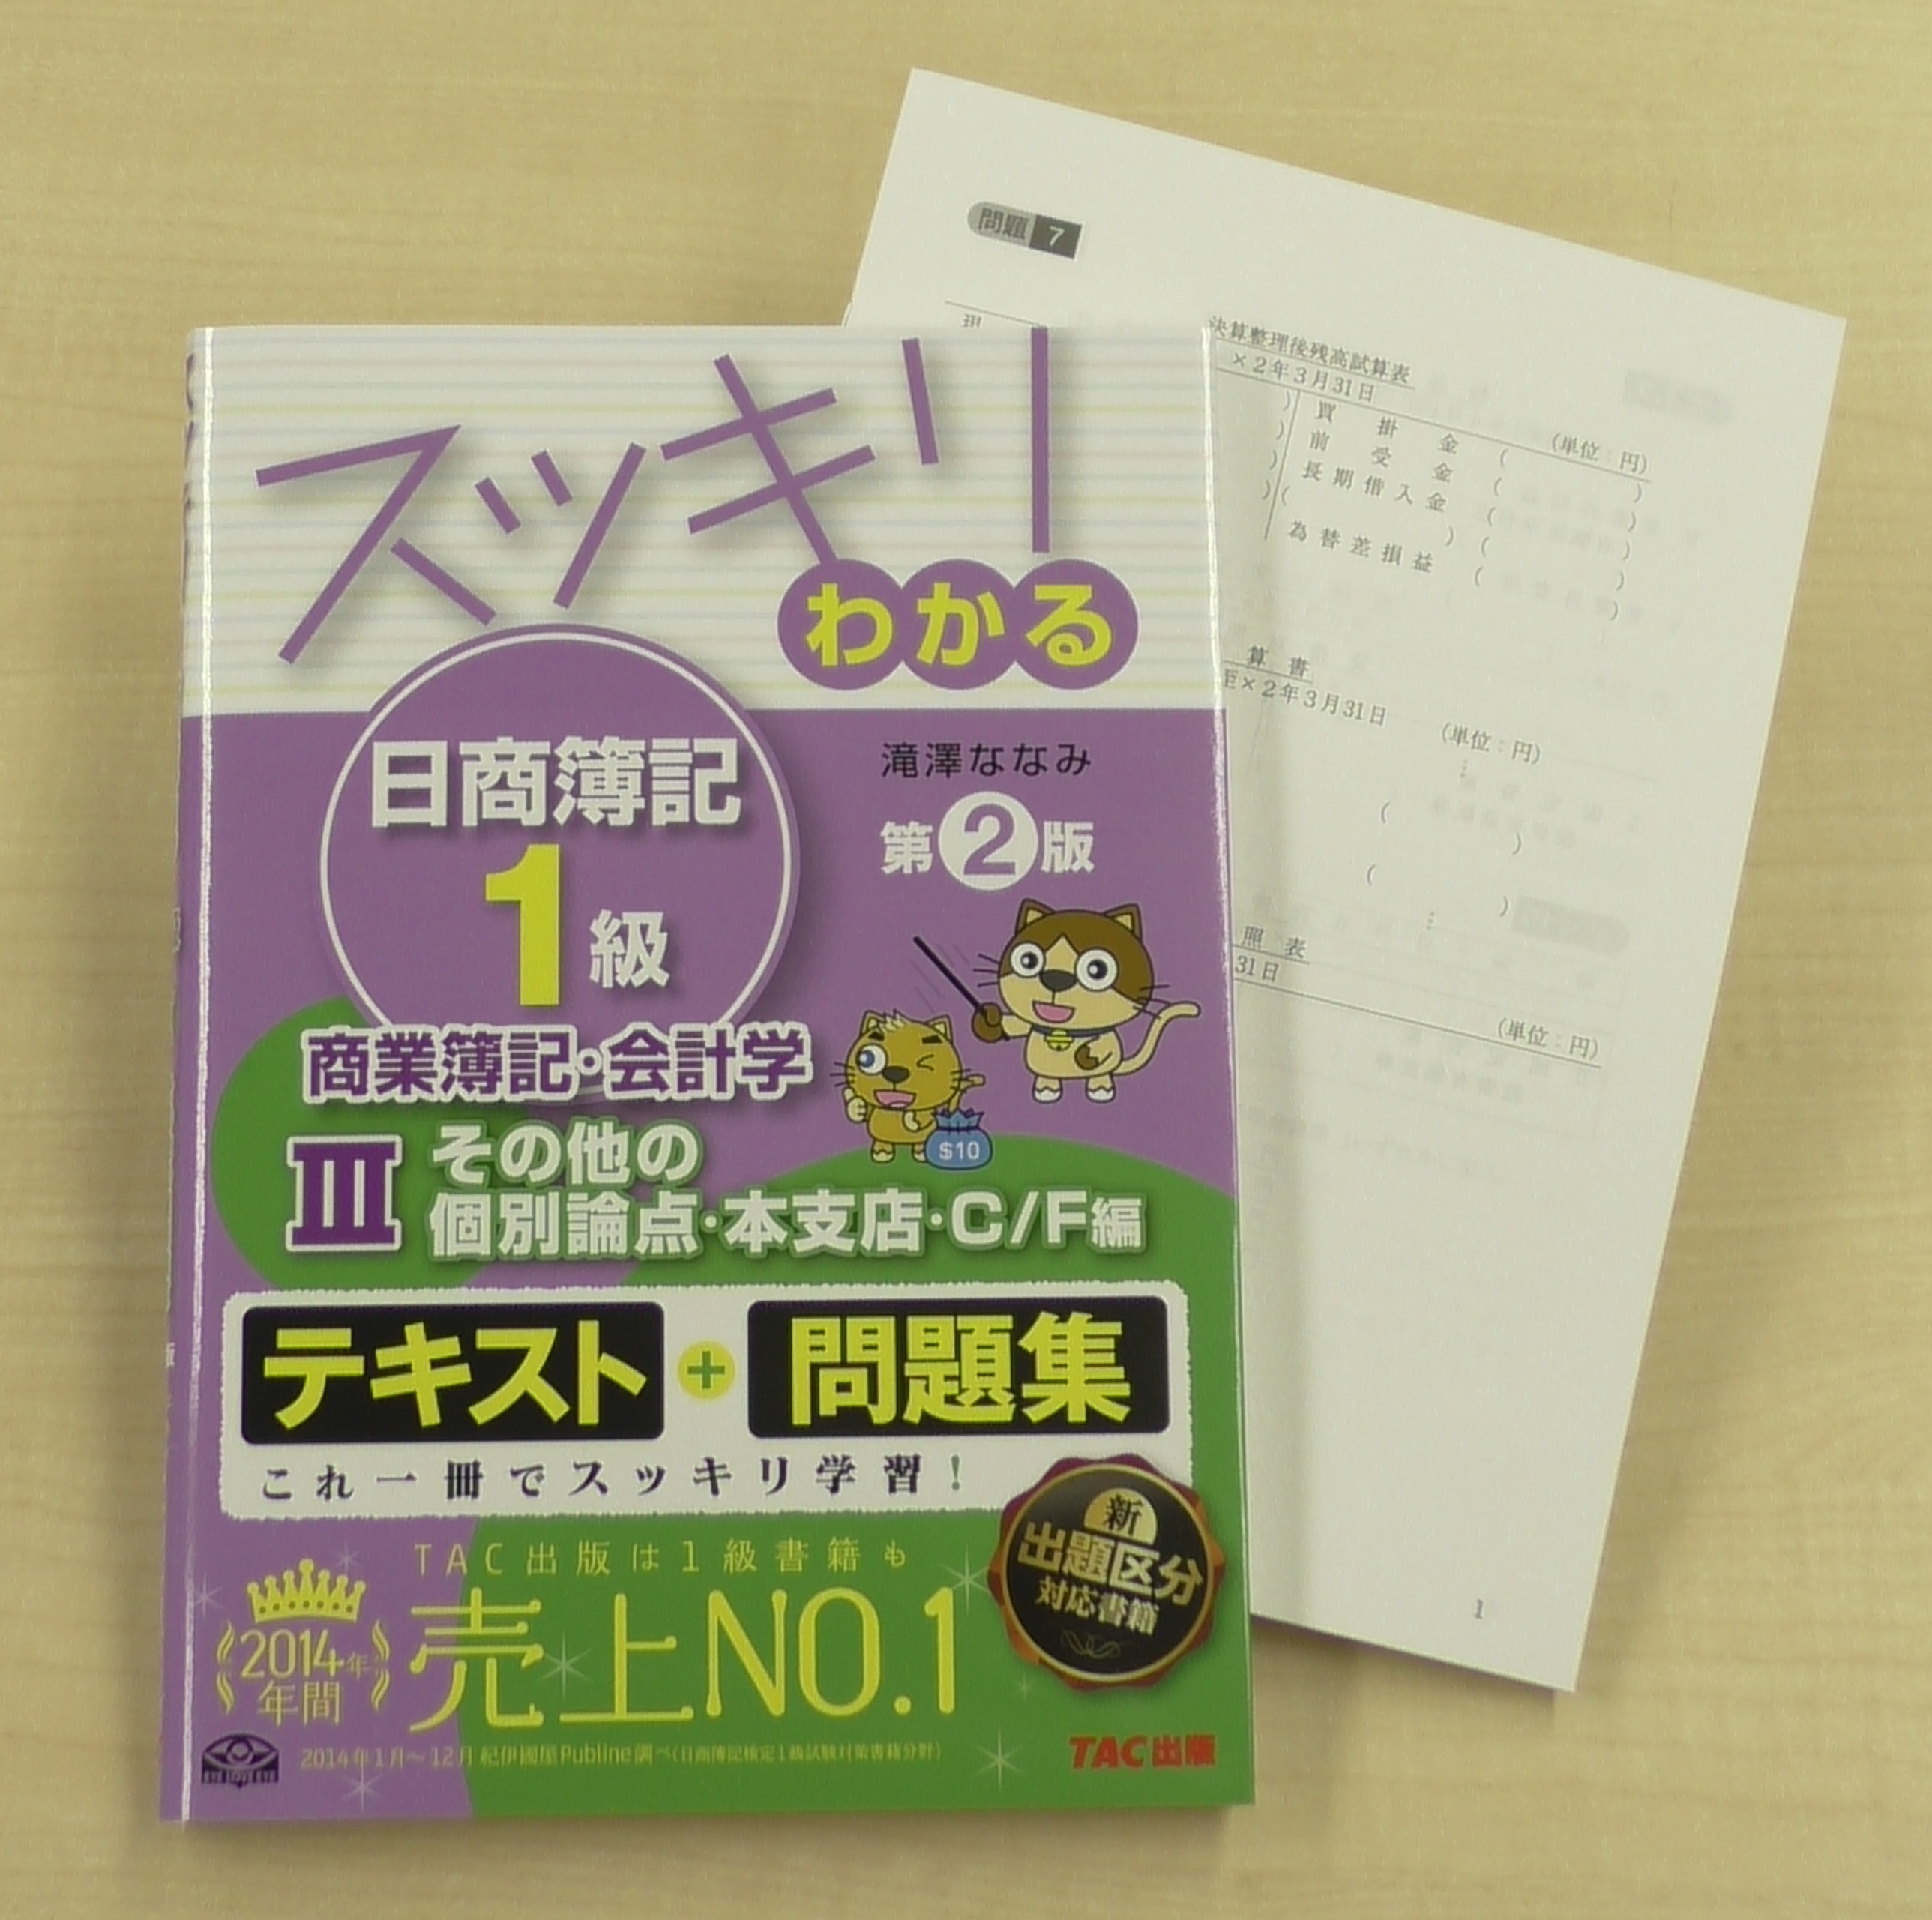 スッキリ
わかる
日商簿記
1級
滝澤ななみ
第2版
商業簿記・会計学
III その他の
個別論点・本支店・C/F編
$10
テキスト+問題集
これ一冊でスッキリ学習!
新
出題区分
対応書籍
TAC出版は1級書籍も
2014年
年間
売上NO.1
2014年1月〜12月 紀伊國屋Publine調べ(日商簿記検定1級試験対策書籍分野)
TAC出版
問題 7
決算整理後残高試算表
×2年3月31日
(単位:円)
現
買掛金 ( )
前受金 ( )
長期借入金 ( )
( ) ( )
為替差損益 ( )
算書
至×2年3月31日
(単位:円)
( )
( )
照表
31日
(単位:円)
1